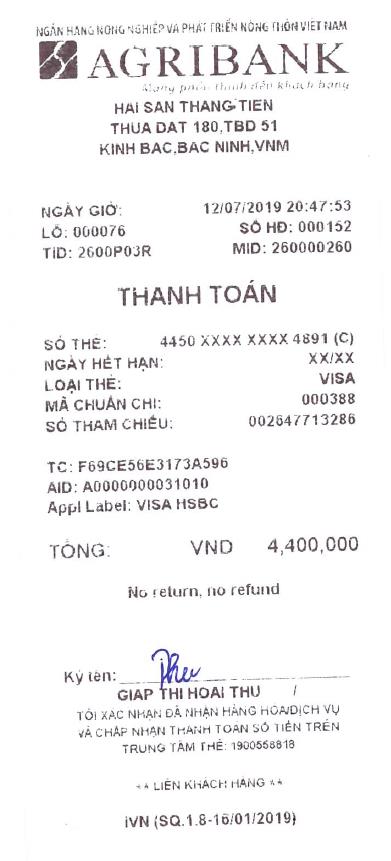 NGÂN HÀNG NÔNG NGHIỆP VÀ PHÁT TRIỂN NÔNG THÔN VIỆT NAM
AGRIBANK
Mang phồn thịnh đến khách hàng
HAI SAN THANG TIEN
THUA DAT 180,TBD 51
KINH BAC,BAC NINH,VNM
NGÀY GIỜ: 12/07/2019 20:47:53
LÔ: 000076 SỐ HĐ: 000152
TID: 2600P03R MID: 260000260
THANH TOÁN
SỐ THẺ: 4450 XXXX XXXX 4891 (C)
NGÀY HẾT HẠN: XX/XX
LOẠI THẺ: VISA
MÃ CHUẨN CHI: 000388
SỐ THAM CHIẾU: 002647713286
TC: F69CE56E3173A596
AID: A0000000031010
Appl Label: VISA HSBC
TỔNG: VND 4,400,000
No return, no refund
Ký tên:
GIAP THI HOAI THU /
TÔI XÁC NHẬN ĐÃ NHẬN HÀNG HÓA/DỊCH VỤ
VÀ CHẤP NHẬN THANH TOÁN SỐ TIỀN TRÊN
TRUNG TÂM THẺ: 1900558818
** LIÊN KHÁCH HÀNG **
iVN (SQ.1.8-16/01/2019)